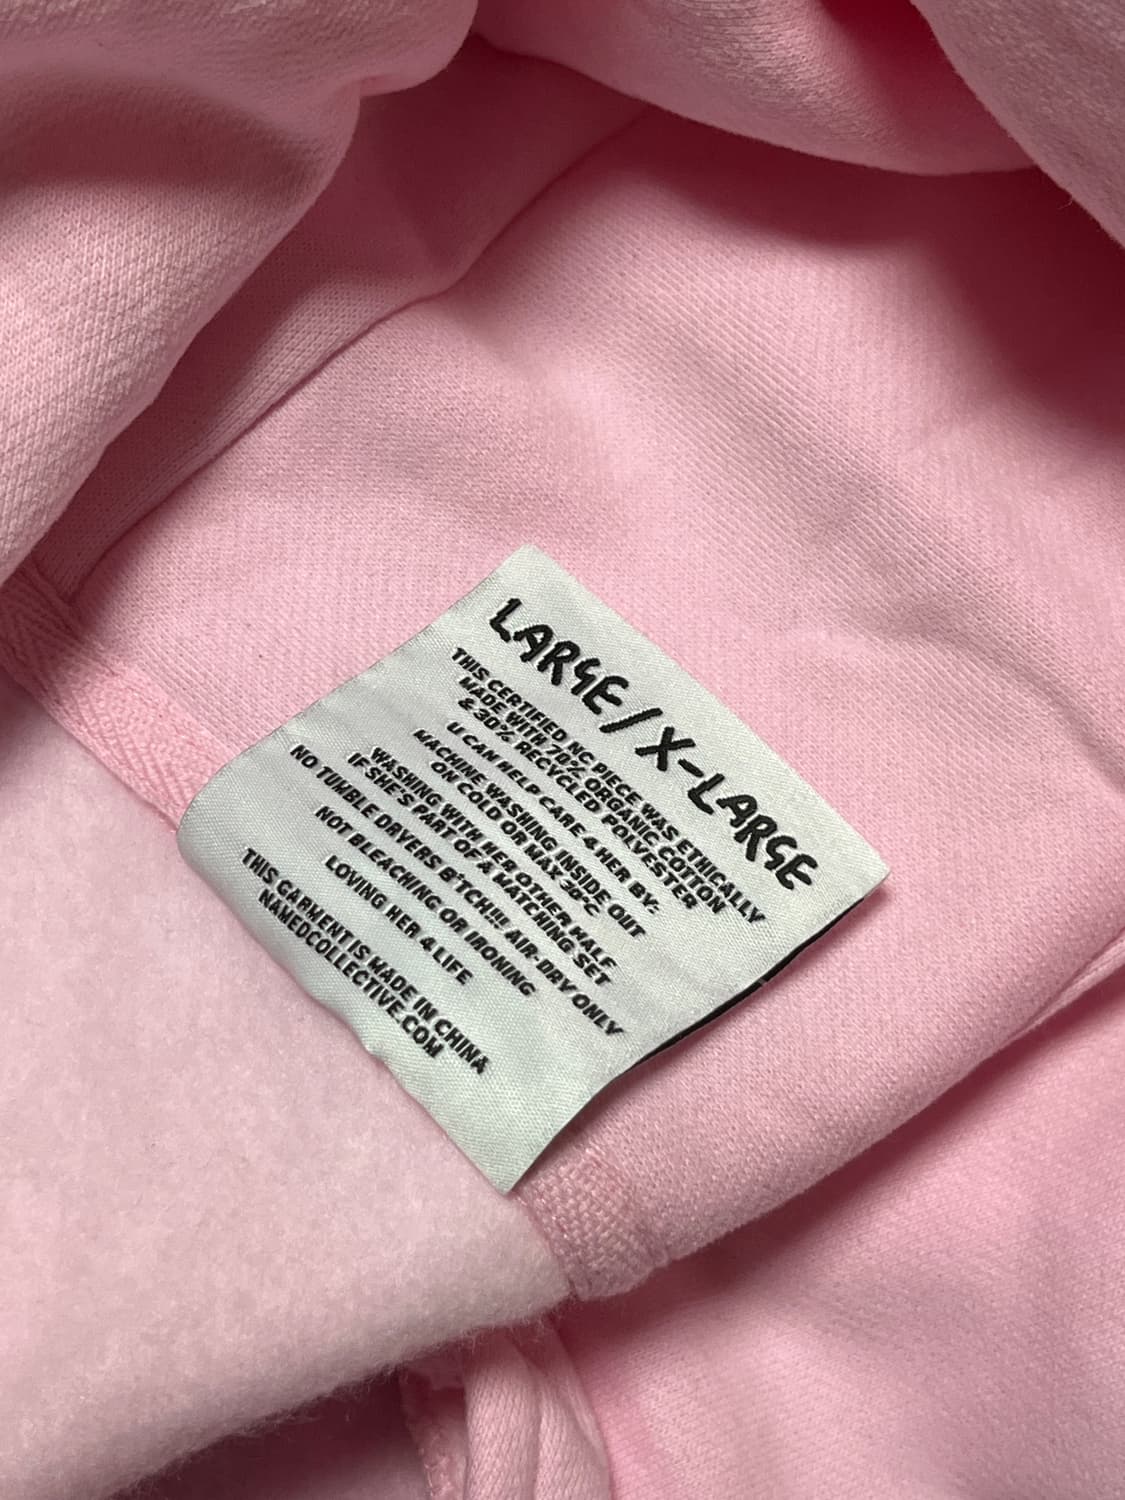 LARGE / X-LARGE
THIS CERTIFIED NC PIECE WAS ETHICALLY
MADE WITH 70% ORGANIC COTTON
& 30% RECYCLED POLYESTER
U CAN HELP CARE 4 HER BY:
MACHINE WASHING INSIDE OUT
ON COLD OR MAX 30°C
WASHING WITH HER OTHER HALF
IF SHE'S PART OF A MATCHING SET
NO TUMBLE DRYERS B*TCH!!! AIR-DRY ONLY
NOT BLEACHING OR IRONING
LOVING HER 4 LIFE
THIS GARMENT IS MADE IN CHINA
NAMEDCOLLECTIVE.COM